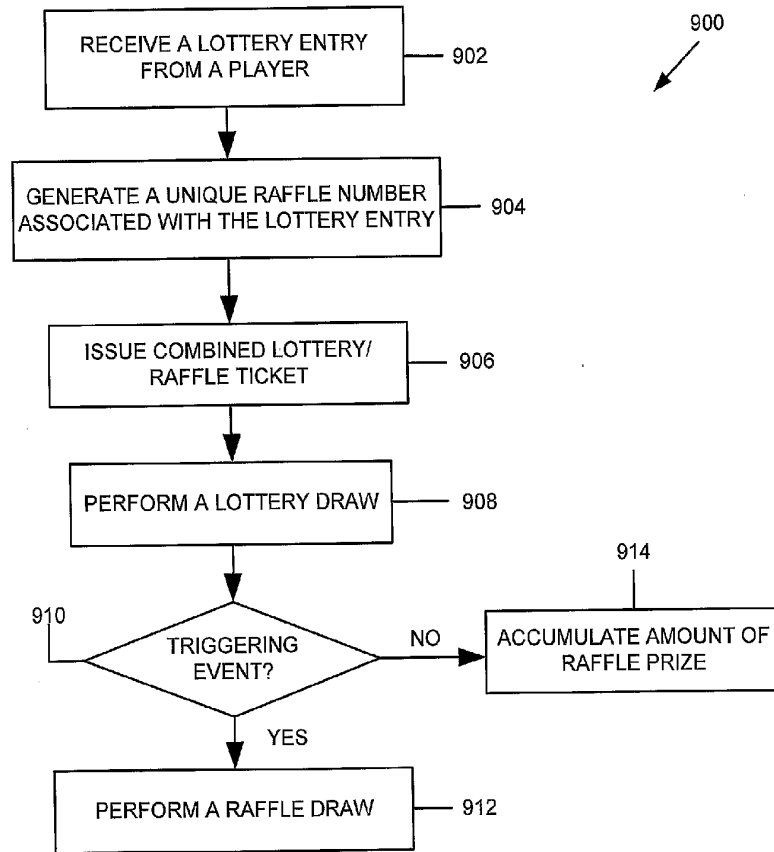 RECEIVE A LOTTERY ENTRY
FROM A PLAYER
902
900
GENERATE A UNIQUE RAFFLE NUMBER
ASSOCIATED WITH THE LOTTERY ENTRY
904
ISSUE COMBINED LOTTERY/
RAFFLE TICKET
906
PERFORM A LOTTERY DRAW
908
910
TRIGGERING
EVENT?
NO
914
ACCUMULATE AMOUNT OF
RAFFLE PRIZE
YES
PERFORM A RAFFLE DRAW
912